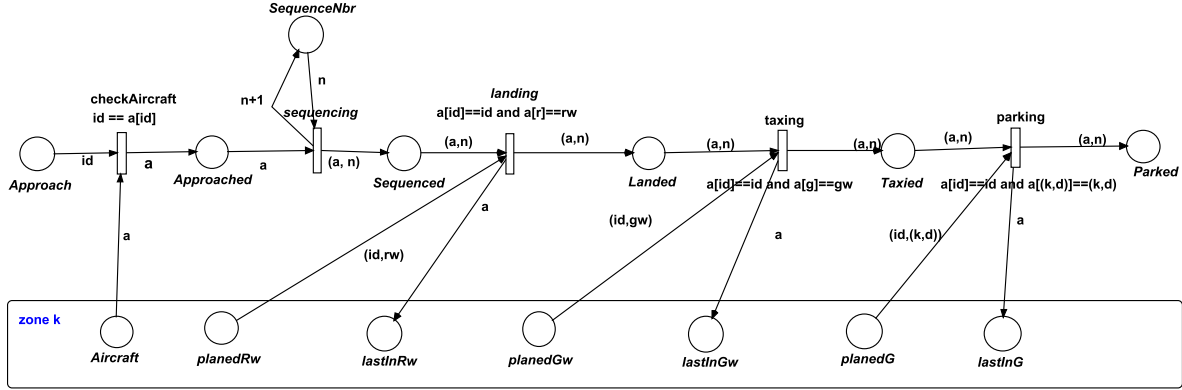 SequenceNbr
n
n+1
checkAircraft
id == a[id]
sequencing
landing
a[id]==id and a[r]==rw
taxing
parking
id
a
a
(a, n)
(a,n)
(a,n)
(a,n)
(a,n)
(a,n)
(a,n)
Approach
Approached
Sequenced
Landed
Taxied
Parked
a[id]==id and a[g]==gw
a[id]==id and a[(k,d)]==(k,d)
a
a
(id,rw)
(id,gw)
a
(id,(k,d))
a
zone k
Aircraft
planedRw
lastInRw
planedGw
lastInGw
planedG
lastInG